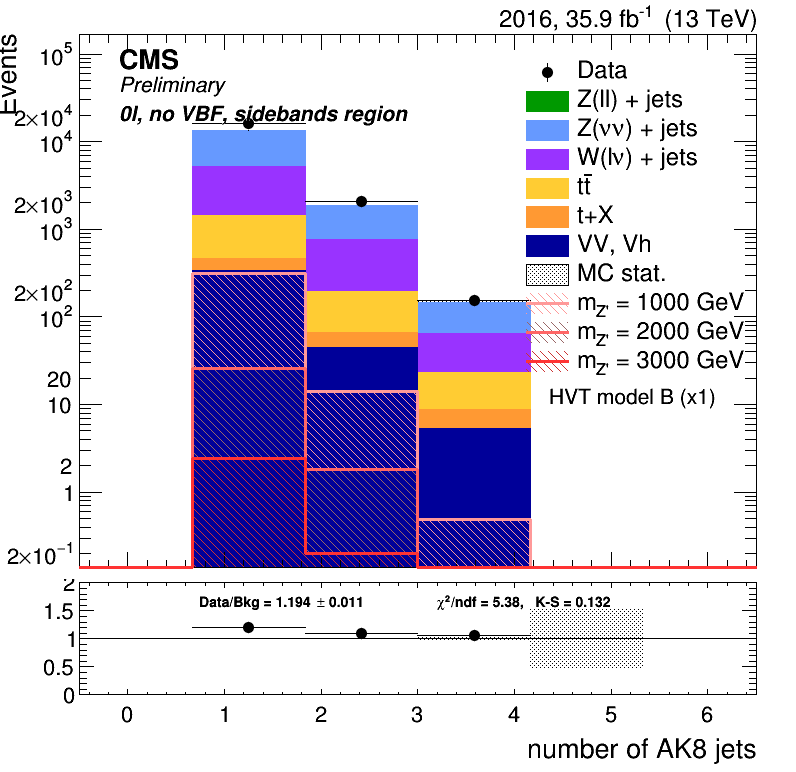 2016, 35.9 fb⁻¹ (13 TeV)
Events
CMS
Preliminary
0l, no VBF, sidebands region
Data
Z(ll) + jets
Z(νν) + jets
W(lν) + jets
tt̄
t+X
VV, Vh
MC stat.
m_Z' = 1000 GeV
m_Z' = 2000 GeV
m_Z' = 3000 GeV
HVT model B (x1)
10⁵
2×10⁴
10⁴
2×10³
10³
2×10²
10²
20
10
2
1
2×10⁻¹
Data/Bkg = 1.194 ± 0.011
χ²/ndf = 5.38, K-S = 0.132
2
1.5
1
0.5
0
0 1 2 3 4 5 6
number of AK8 jets